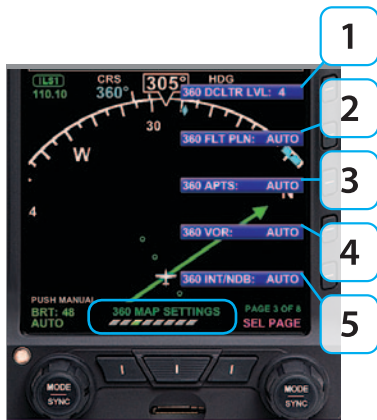 1
ILS1
CRS
305°
HDG
110.10
360°
360 DCLTR LVL: 4
2
30
360 FLT PLN: AUTO
W
3
360 APTS: AUTO
N
4
360 VOR: AUTO
4
PUSH MANUAL
360 INT/NDB: AUTO
5
BRT: 48
AUTO
360 MAP SETTINGS
PAGE 3 OF 8
SEL PAGE
MODE
SYNC
MODE
SYNC